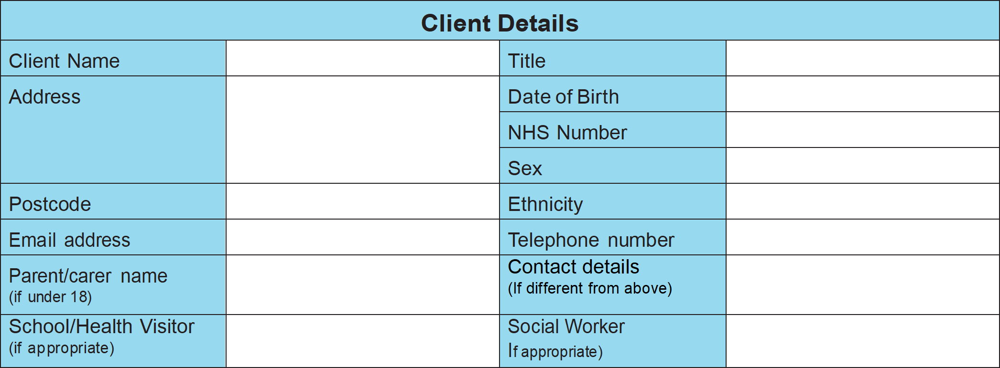 Client Details
Client Name
Title
Address
Date of Birth
NHS Number
Sex
Postcode
Ethnicity
Email address
Telephone number
Parent/carer name
(if under 18)
Contact details
(If different from above)
School/Health Visitor
(if appropriate)
Social Worker
If appropriate)